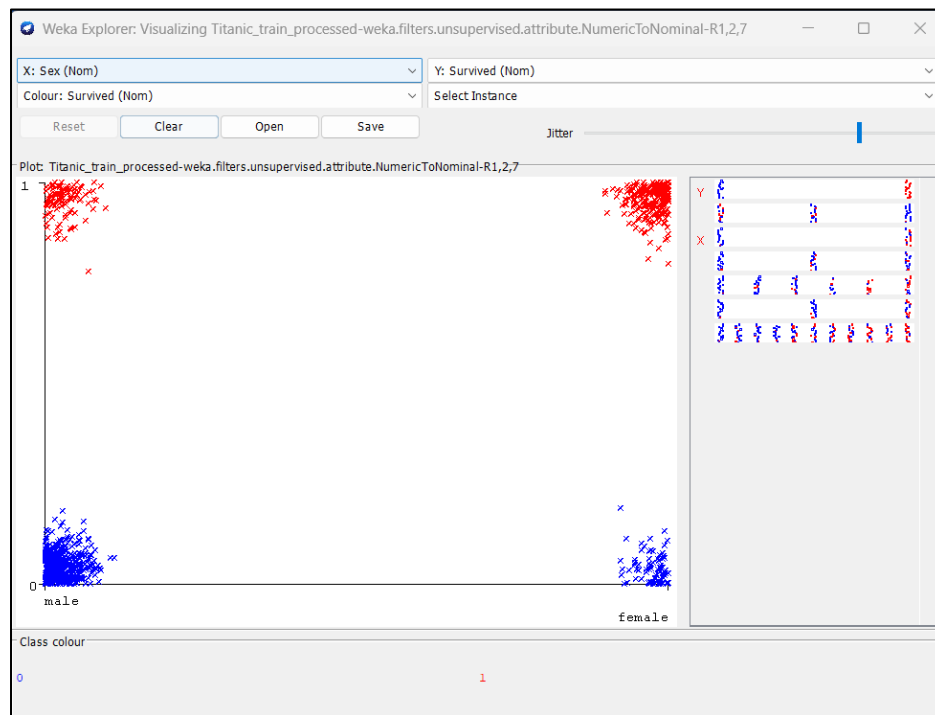 Weka Explorer: Visualizing Titanic_train_processed-weka.filters.unsupervised.attribute.NumericToNominal-R1,2,7
X: Sex (Nom) Y: Survived (Nom)
Colour: Survived (Nom) Select Instance
Reset Clear Open Save Jitter
Plot: Titanic_train_processed-weka.filters.unsupervised.attribute.NumericToNominal-R1,2,7
1
Y
X
0
male
female
Class colour
0 1